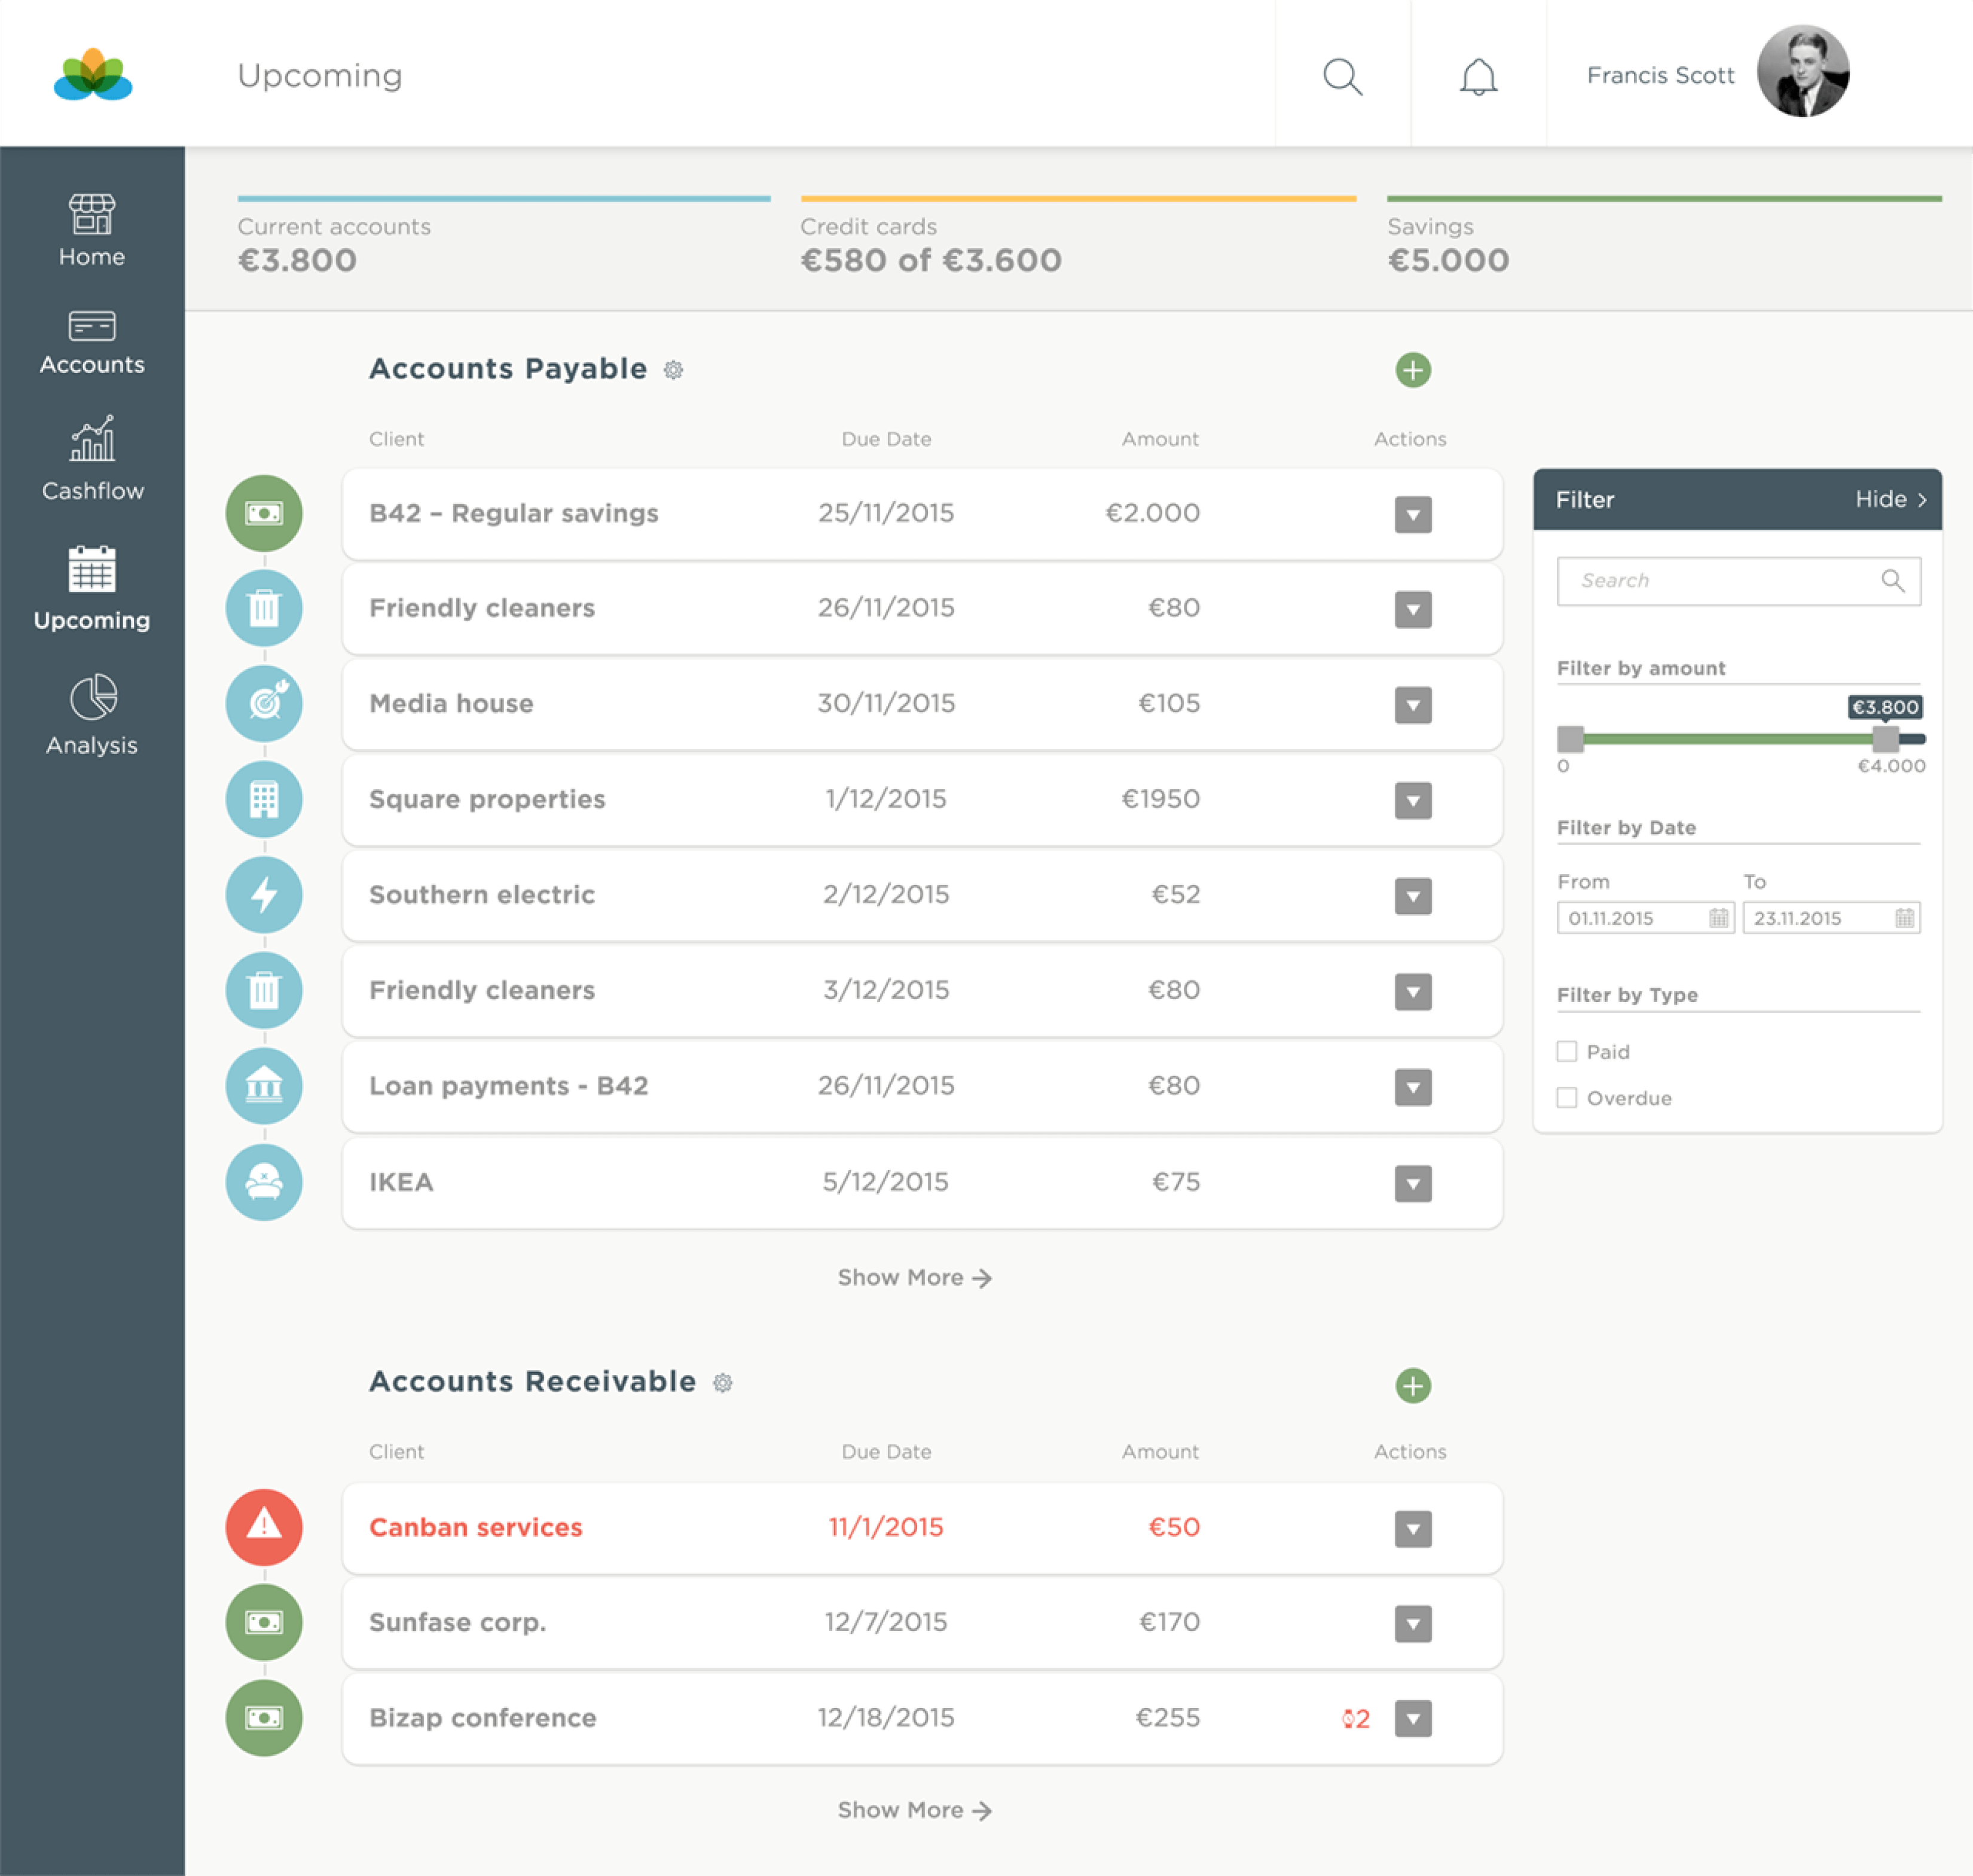 Upcoming
Francis Scott
Home
Accounts
Cashflow
Upcoming
Analysis
Current accounts
€3.800
Credit cards
€580 of €3.600
Savings
€5.000
Accounts Payable
Client Due Date Amount Actions
B42 – Regular savings 25/11/2015 €2.000
Friendly cleaners 26/11/2015 €80
Media house 30/11/2015 €105
Square properties 1/12/2015 €1950
Southern electric 2/12/2015 €52
Friendly cleaners 3/12/2015 €80
Loan payments - B42 26/11/2015 €80
IKEA 5/12/2015 €75
Show More
Filter Hide
Search
Filter by amount
€3.800
0 €4.000
Filter by Date
From To
01.11.2015 23.11.2015
Filter by Type
Paid
Overdue
Accounts Receivable
Client Due Date Amount Actions
Canban services 11/1/2015 €50
Sunfase corp. 12/7/2015 €170
Bizap conference 12/18/2015 €255 2
Show More